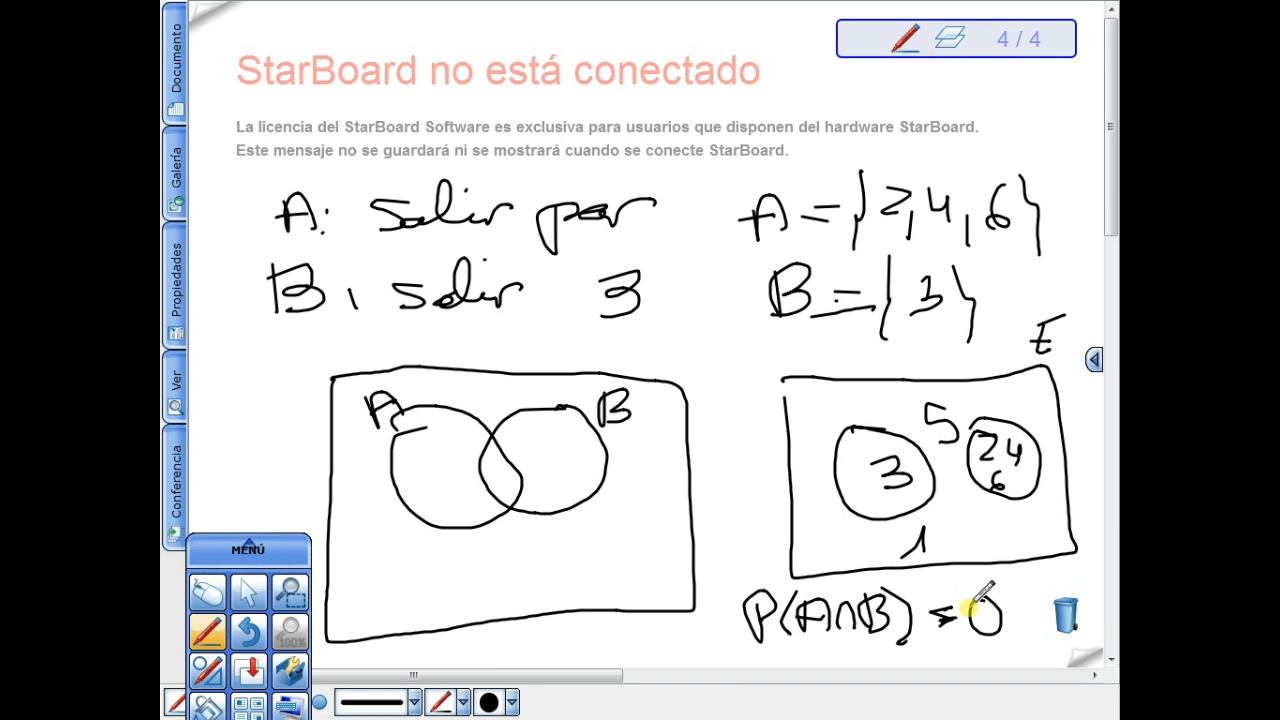 4 / 4
StarBoard no está conectado
La licencia del StarBoard Software es exclusiva para usuarios que disponen del hardware StarBoard.
Este mensaje no se guardará ni se mostrará cuando se conecte StarBoard.
A: Salir par A = {2,4,6}
B: Salir 3 B = {3}
E
A B
5
3
2 4
6
1
P(A∩B) = 0
Documento
Galería
Propiedades
Ver
Conferencia
MENÚ
100%